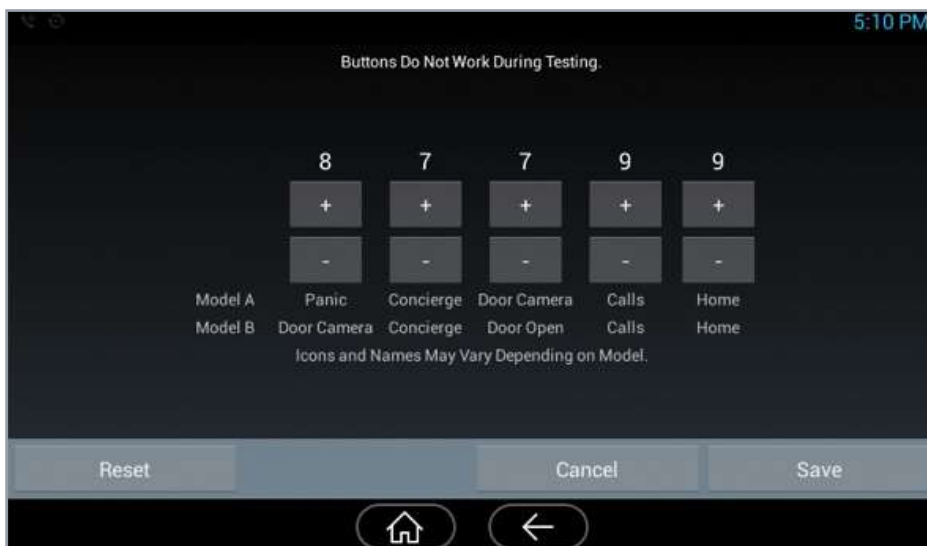 5:10 PM
Buttons Do Not Work During Testing.
8 7 7 9 9
+ + + + +
- - - - -
Model A Panic Concierge Door Camera Calls Home
Model B Door Camera Concierge Door Open Calls Home
Icons and Names May Vary Depending on Model.
Reset Cancel Save